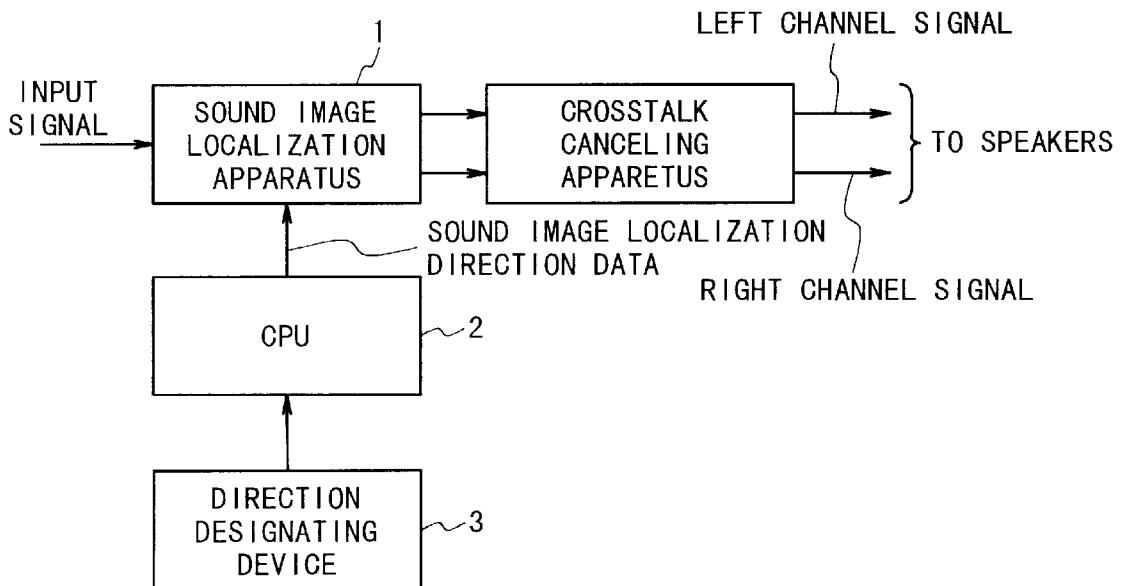 1
LEFT CHANNEL SIGNAL
INPUT
SIGNAL
SOUND IMAGE
LOCALIZATION
APPARATUS
CROSSTALK
CANCELING
APPARETUS
TO SPEAKERS
SOUND IMAGE LOCALIZATION
DIRECTION DATA
RIGHT CHANNEL SIGNAL
CPU
2
DIRECTION
DESIGNATING
DEVICE
3